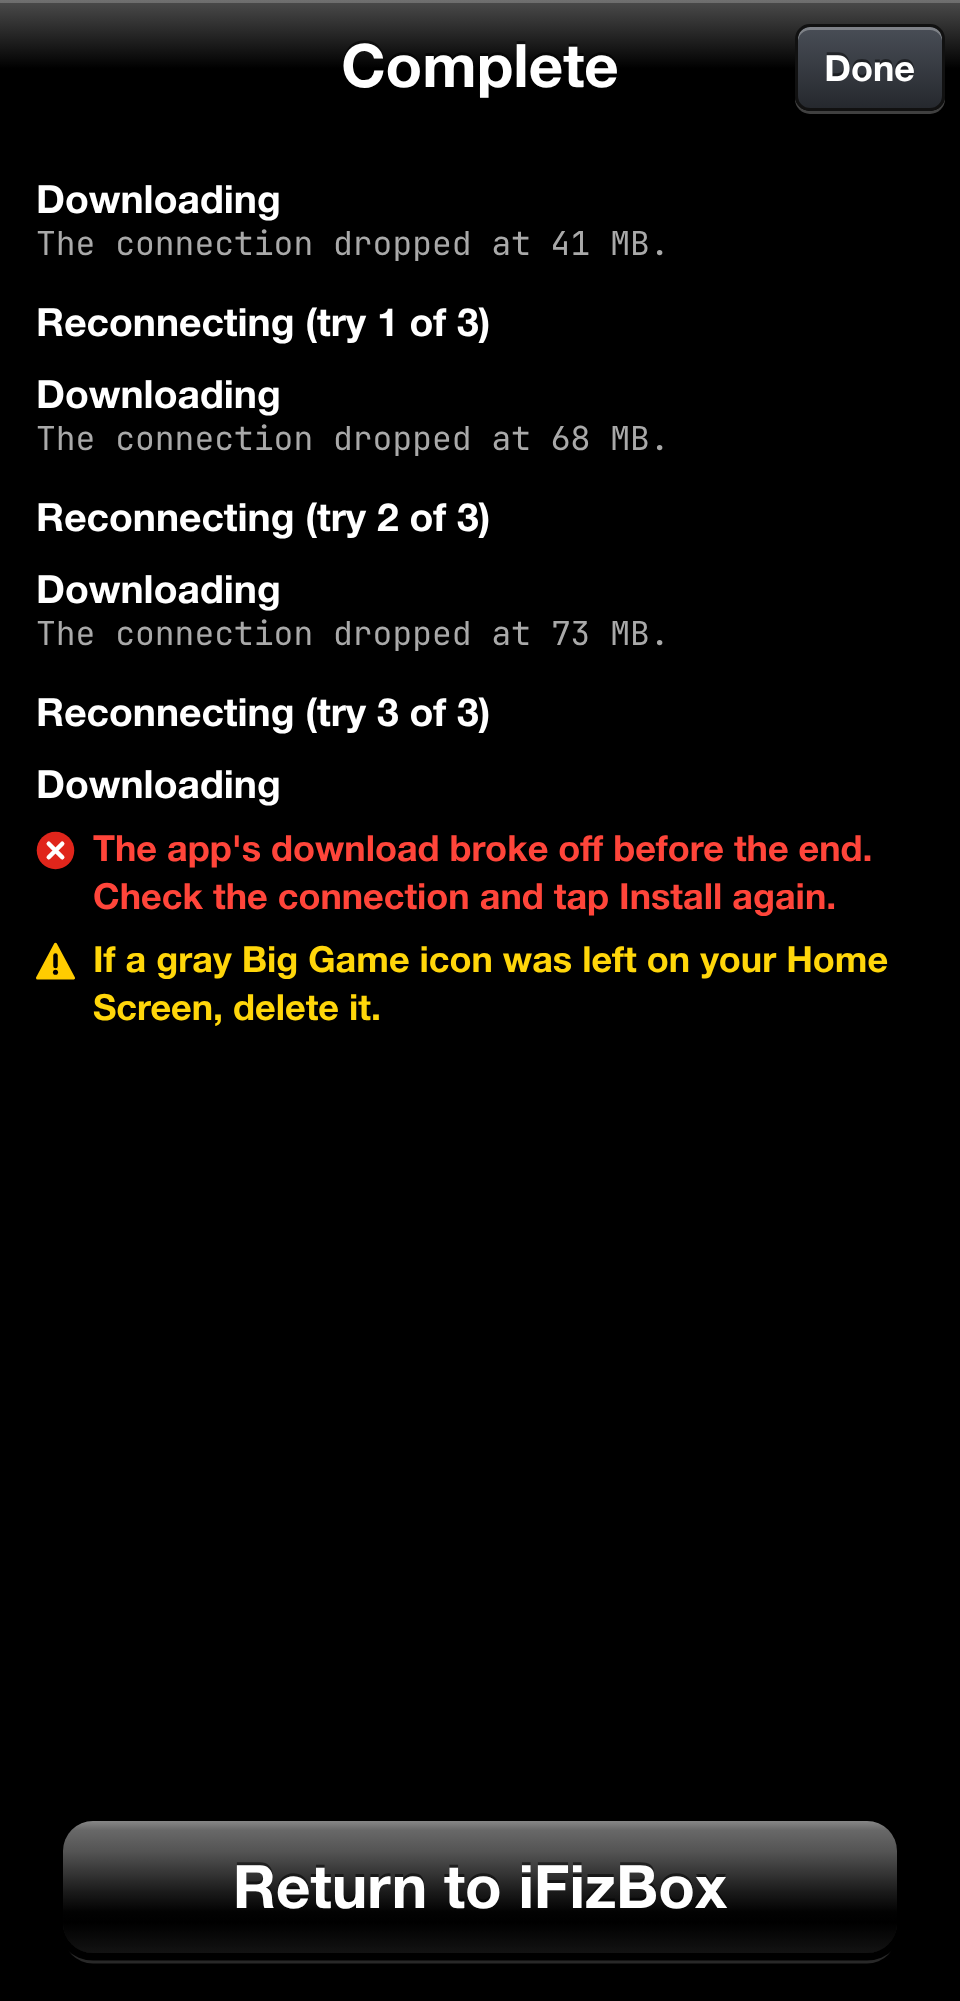 Complete
Done
Downloading
The connection dropped at 41 MB.
Reconnecting (try 1 of 3)
Downloading
The connection dropped at 68 MB.
Reconnecting (try 2 of 3)
Downloading
The connection dropped at 73 MB.
Reconnecting (try 3 of 3)
Downloading
The app's download broke off before the end.
Check the connection and tap Install again.
If a gray Big Game icon was left on your Home
Screen, delete it.
Return to iFizBox